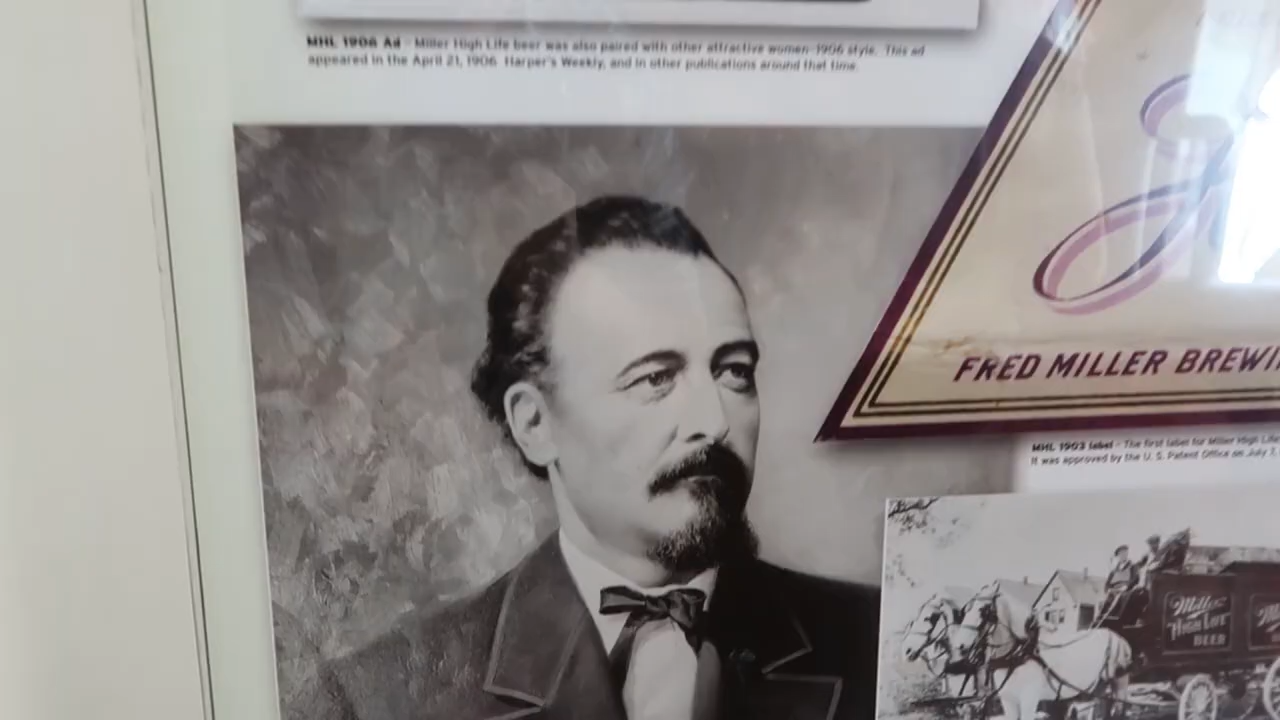 MHL 1906 Ad - Miller High Life beer was also paired with other attractive women-1906 style. This ad
appeared in the April 21, 1906 Harper's Weekly, and in other publications around that time.
FRED MILLER BREWI
MHL 1903 label - The first label for Miller High Life
It was approved by the U. S. Patent Office on July 7,
Miller
HIGH LIFE
BEER